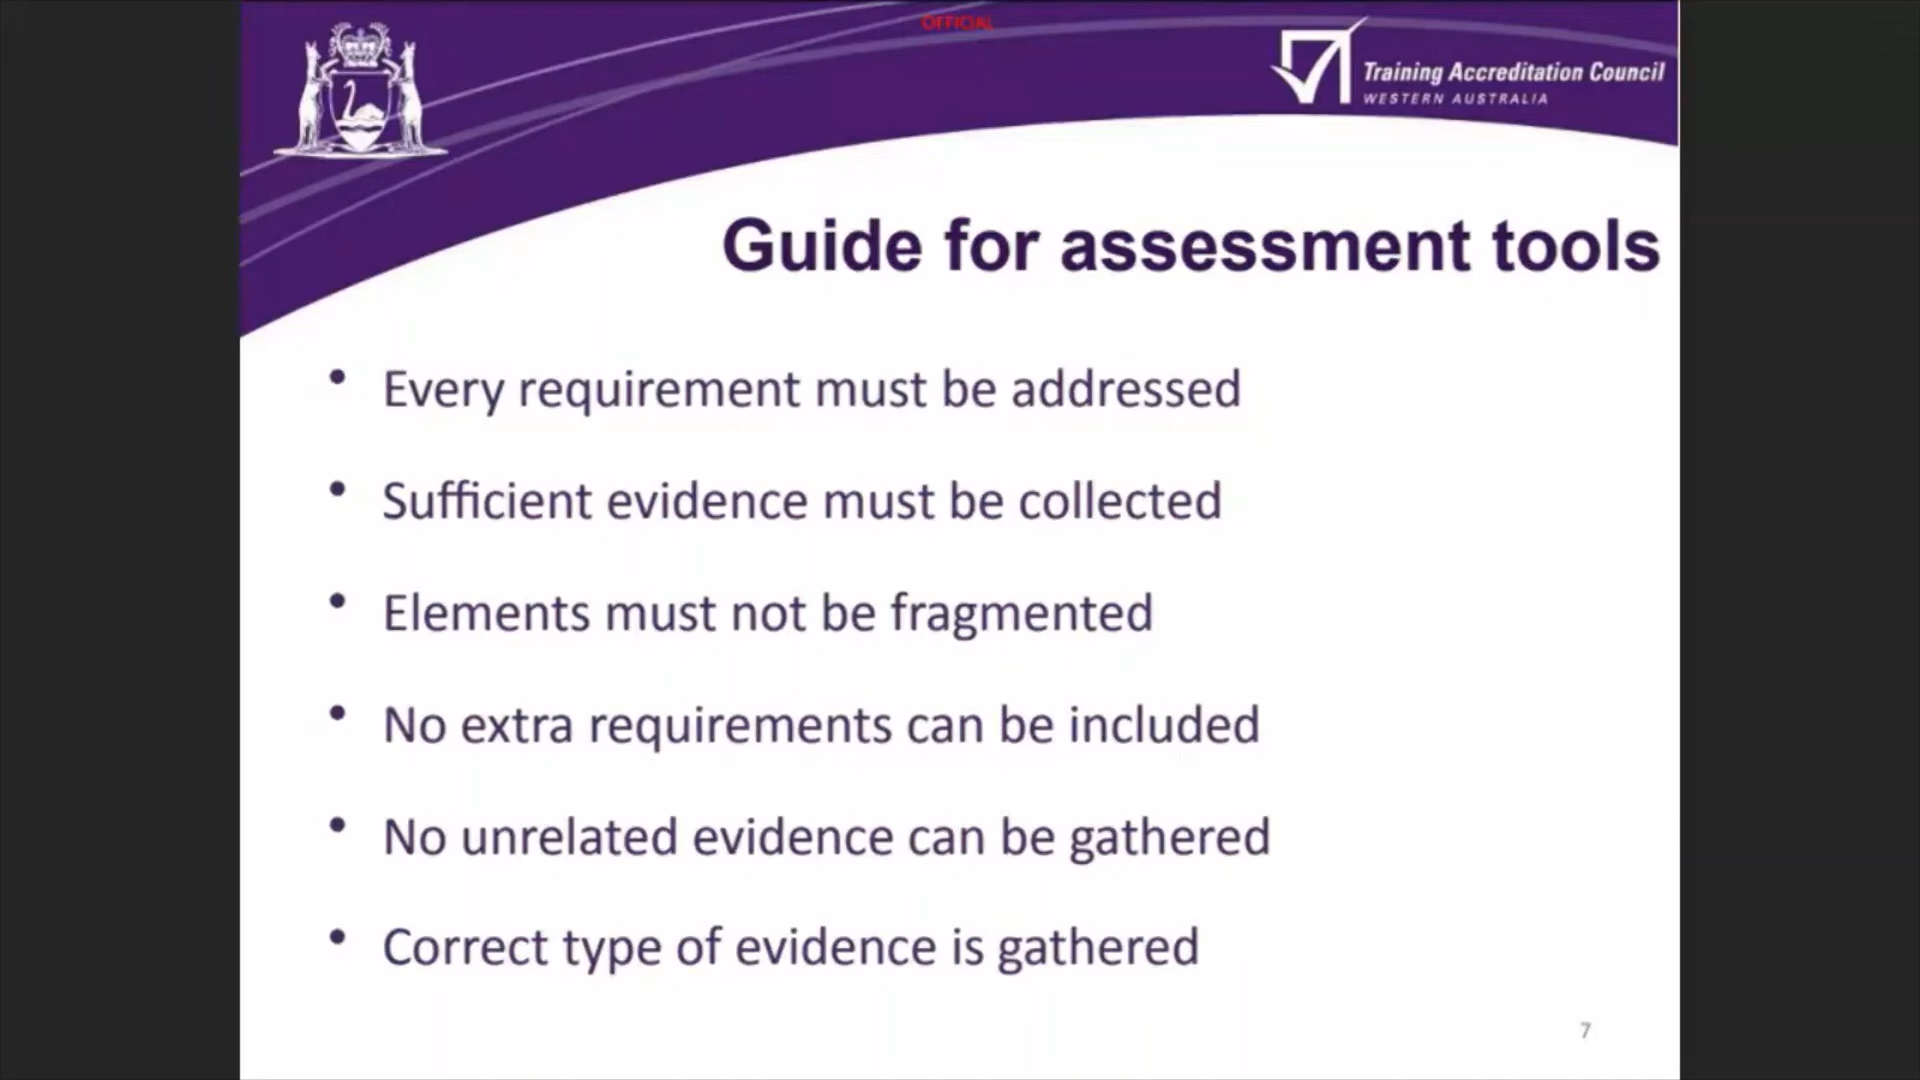 OFFICIAL
Training Accreditation Council
WESTERN AUSTRALIA
Guide for assessment tools
• Every requirement must be addressed
• Sufficient evidence must be collected
• Elements must not be fragmented
• No extra requirements can be included
• No unrelated evidence can be gathered
• Correct type of evidence is gathered
7